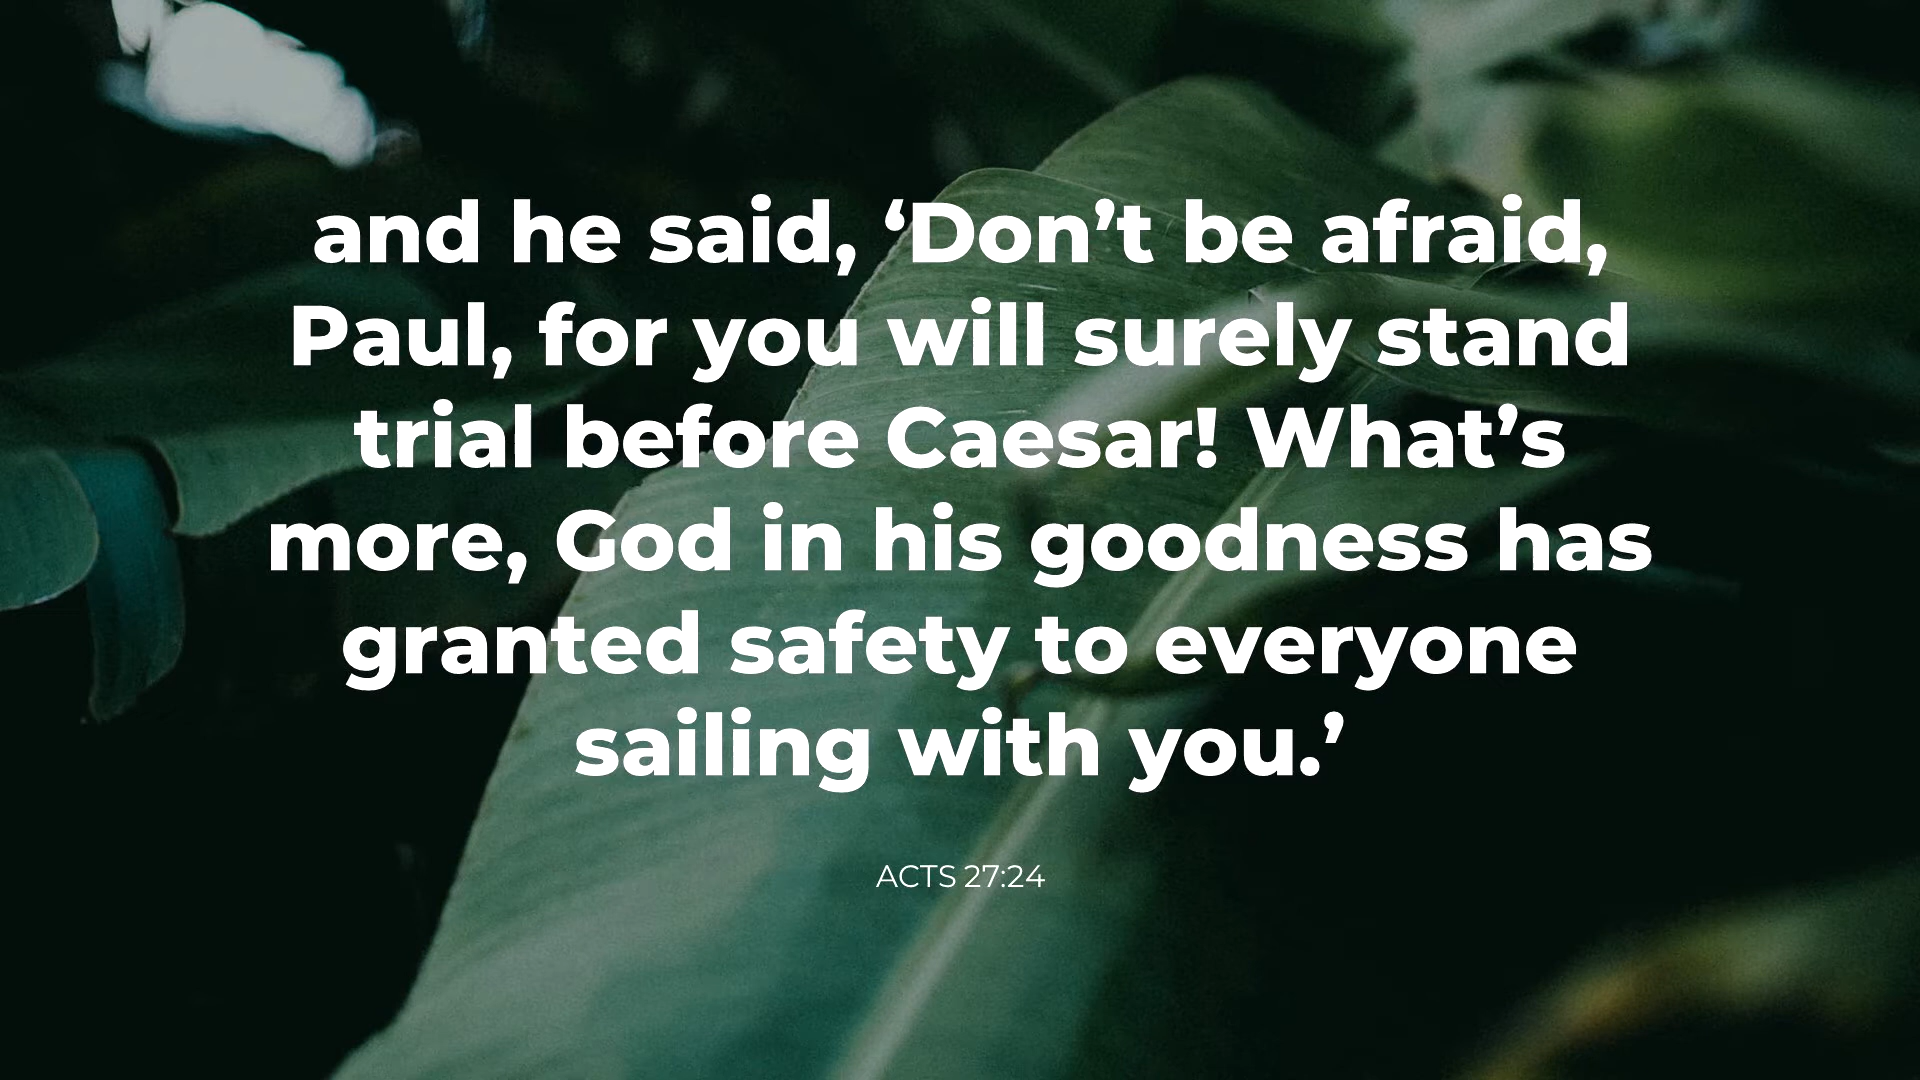 and he said, ‘Don’t be afraid,
Paul, for you will surely stand
trial before Caesar! What’s
more, God in his goodness has
granted safety to everyone
sailing with you.’
ACTS 27:24